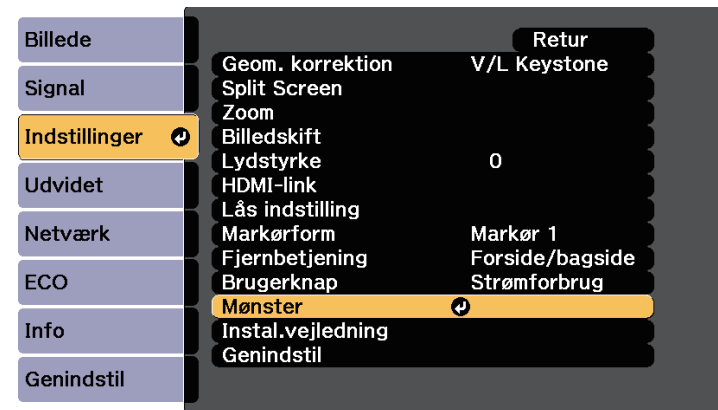 Billede
Signal
Indstillinger
Udvidet
Netværk
ECO
Info
Genindstil
Retur
Geom. korrektion V/L Keystone
Split Screen
Zoom
Billedskift
Lydstyrke 0
HDMI-link
Lås indstilling
Markørform Markør 1
Fjernbetjening Forside/bagside
Brugerknap Strømforbrug
Mønster
Instal.vejledning
Genindstil